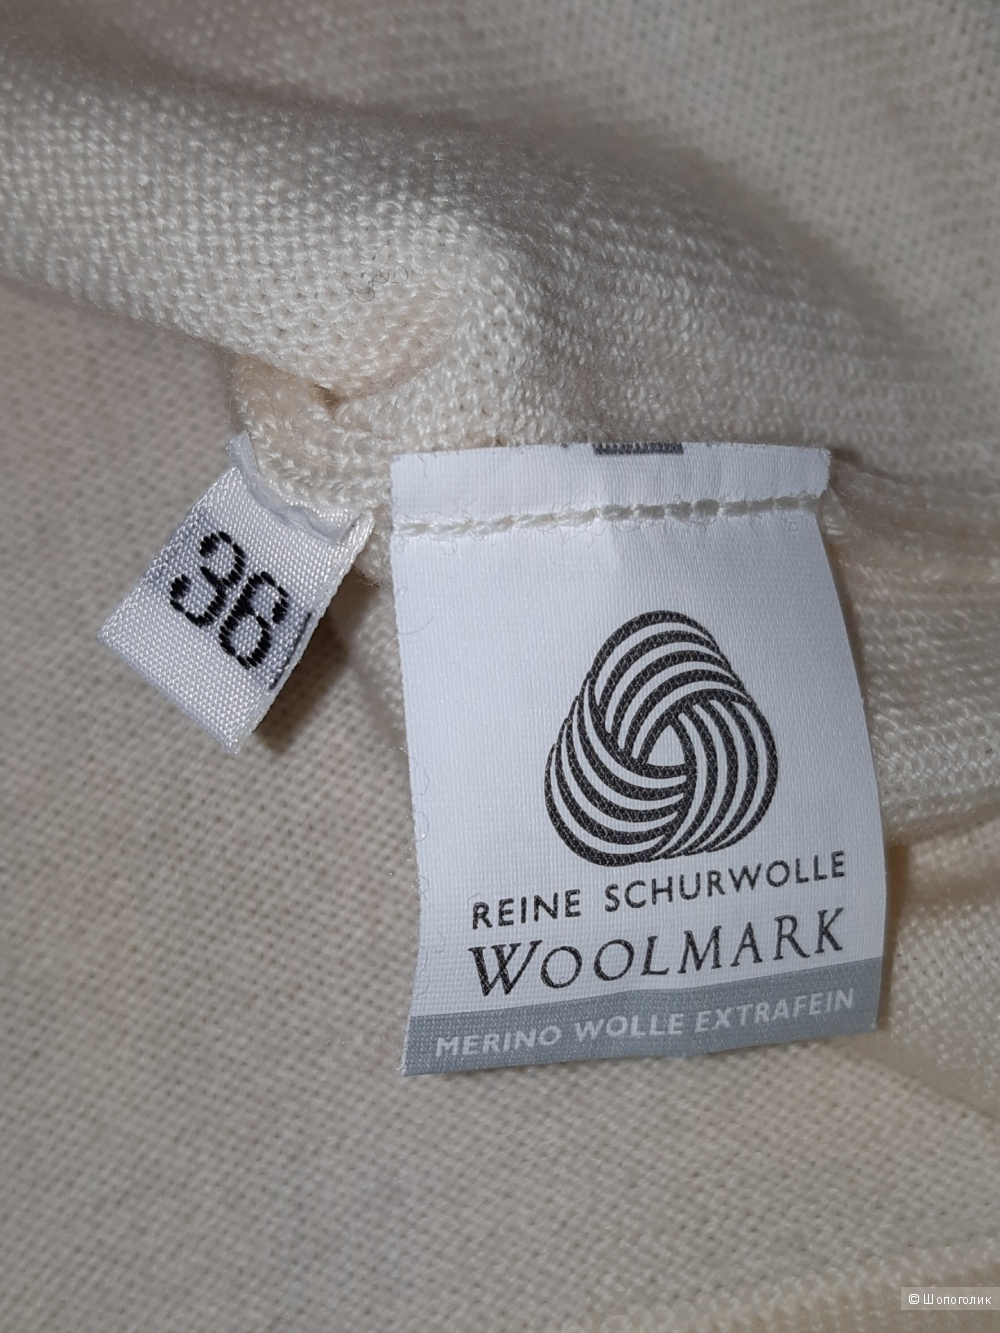 36
REINE SCHURWOLLE
WOOLMARK
MERINO WOLLE EXTRAFEIN
© Шопоголик